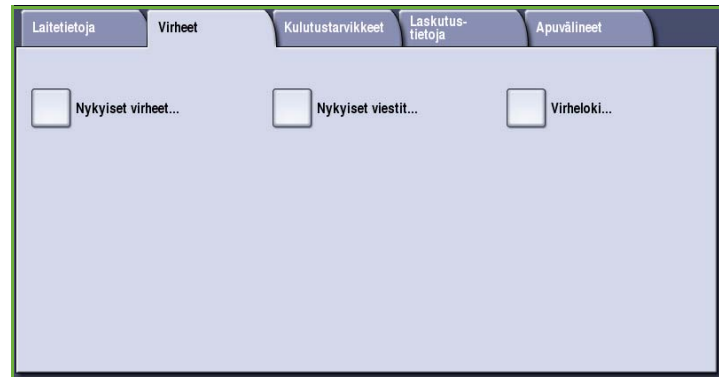 Laitetietoja
Virheet
Kulutustarvikkeet
Laskutus-
tietoja
Apuvälineet
Nykyiset virheet...
Nykyiset viestit...
Virheloki...